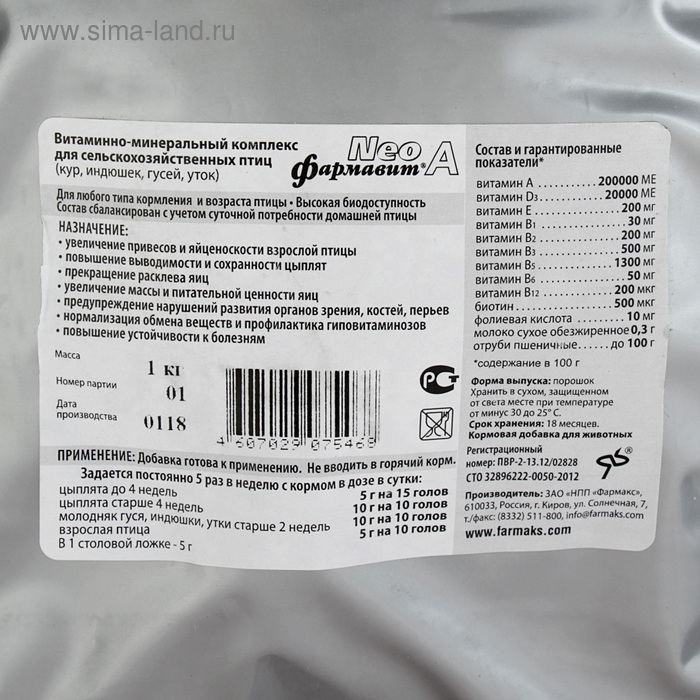 www.sima-land.ru
Витаминно-минеральный комплекс
для сельскохозяйственных птиц
(кур, индюшек, гусей, уток)
Neo
фармавит® А
Для любого типа кормления и возраста птицы • Высокая биодоступность
Состав сбалансирован с учетом суточной потребности домашней птицы
НАЗНАЧЕНИЕ:
• увеличение привесов и яйценоскости взрослой птицы
• повышение выводимости и сохранности цыплят
• прекращение расклева яиц
• увеличение массы и питательной ценности яиц
• предупреждение нарушений развития органов зрения, костей, перьев
• нормализация обмена веществ и профилактика гиповитаминозов
• повышение устойчивости к болезням
Масса 1 кг
Номер партии 01
Дата
производства 0118
4 607029 075468
РСТ
ПРИМЕНЕНИЕ: Добавка готова к применению. Не вводить в горячий корм.
Задается постоянно 5 раз в неделю с кормом в дозе в сутки:
цыплята до 4 недель 5 г на 15 голов
цыплята старше 4 недель 10 г на 10 голов
молодняк гуся, индюшки, утки старше 2 недель 10 г на 10 голов
взрослая птица 5 г на 10 голов
В 1 столовой ложке - 5 г
Состав и гарантированные
показатели*
витамин А 200000 МЕ
витамин D3 20000 МЕ
витамин Е 200 мг
витамин В1 30 мг
витамин В2 200 мг
витамин В3 500 мг
витамин В5 1300 мг
витамин В6 50 мг
витамин В12 200 мкг
биотин 500 мкг
фолиевая кислота 10 мг
молоко сухое обезжиренное 0,3 г
отруби пшеничные до 100 г
*содержание в 100 г
Форма выпуска: порошок
Хранить в сухом, защищенном
от света месте при температуре
от минус 30 до 25° С.
Срок хранения: 18 месяцев.
Кормовая добавка для животных
Регистрационный
номер: ПВР-2-13.12/02828
СТО 32896222-0050-2012
Производитель: ЗАО «НПП «Фармакс»,
610033, Россия, г. Киров, ул. Солнечная, 7,
т./факс: (8332) 511-800, info@farmaks.com
www.farmaks.com